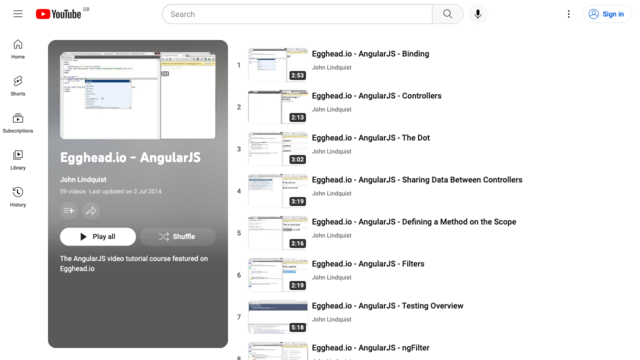 YouTube GB
Search
Sign in
Home
Shorts
Subscriptions
Library
History
Egghead.io - AngularJS
John Lindquist
59 videos Last updated on 2 Jul 2014
Play all
Shuffle
The AngularJS video tutorial course featured on
Egghead.io
1
2:53
Egghead.io - AngularJS - Binding
John Lindquist
2
2:13
Egghead.io - AngularJS - Controllers
John Lindquist
3
3:02
Egghead.io - AngularJS - The Dot
John Lindquist
4
3:19
Egghead.io - AngularJS - Sharing Data Between Controllers
John Lindquist
5
2:16
Egghead.io - AngularJS - Defining a Method on the Scope
John Lindquist
6
2:19
Egghead.io - AngularJS - Filters
John Lindquist
7
5:18
Egghead.io - AngularJS - Testing Overview
John Lindquist
8
Egghead.io - AngularJS - ngFilter